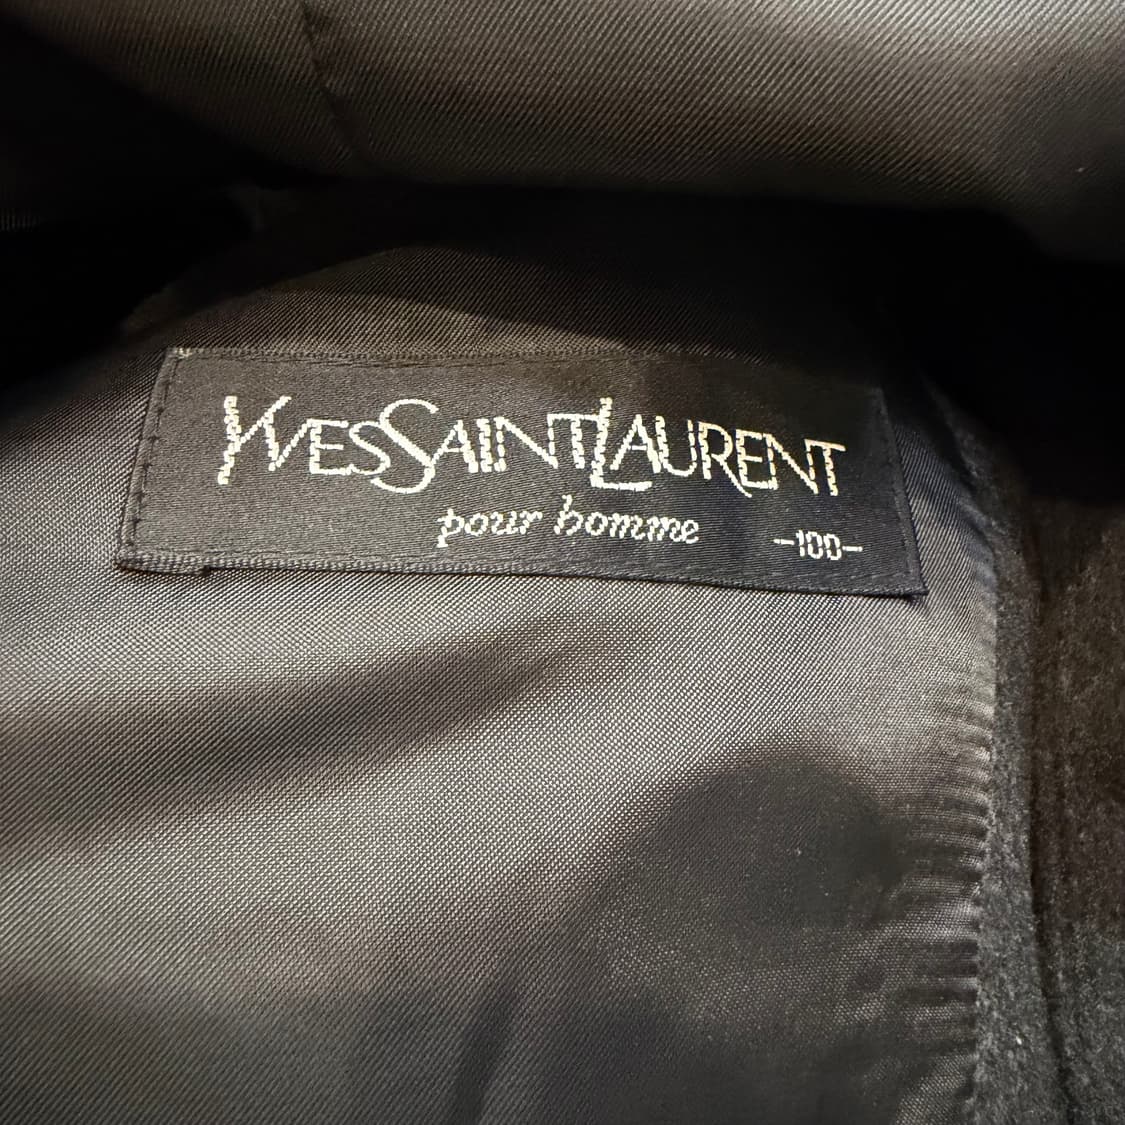 YVESSAINTLAURENT
pour homme
-100-